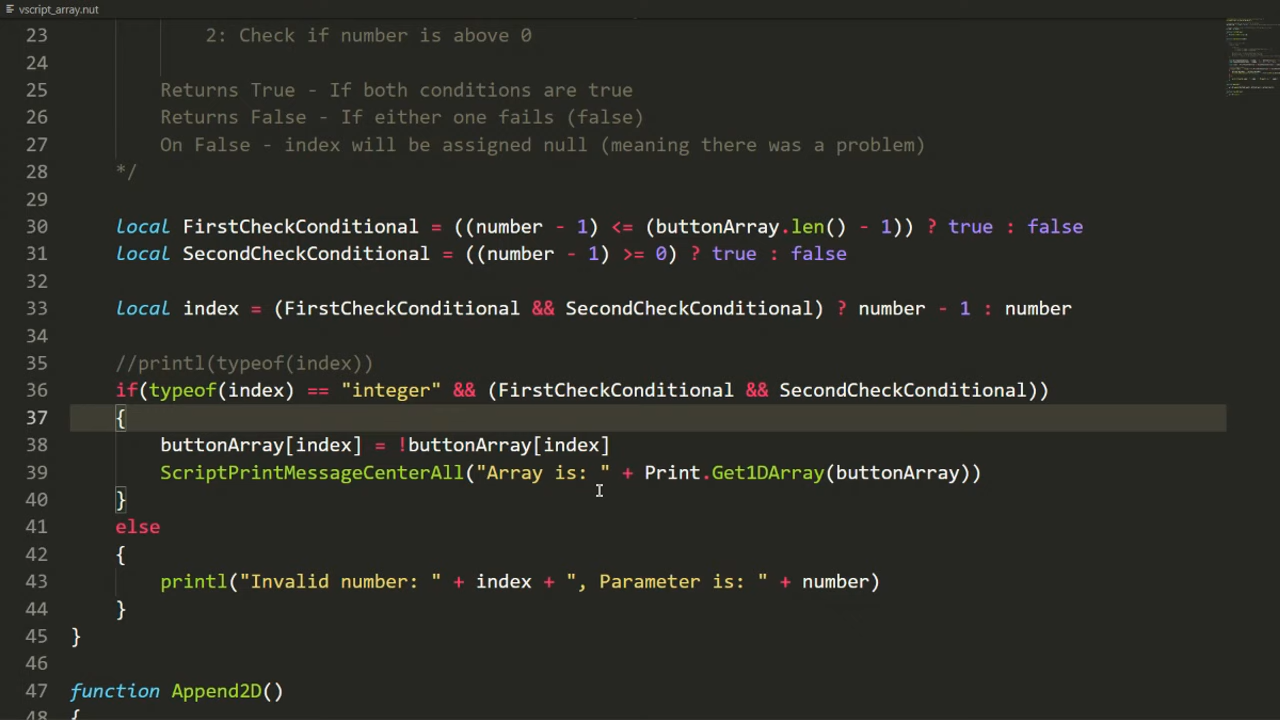 vscript_array.nut
23 2: Check if number is above 0
24
25 Returns True - If both conditions are true
26 Returns False - If either one fails (false)
27 On False - index will be assigned null (meaning there was a problem)
28 */
29
30 local FirstCheckConditional = ((number - 1) <= (buttonArray.len() - 1)) ? true : false
31 local SecondCheckConditional = ((number - 1) >= 0) ? true : false
32
33 local index = (FirstCheckConditional && SecondCheckConditional) ? number - 1 : number
34
35 //printl(typeof(index))
36 if(typeof(index) == "integer" && (FirstCheckConditional && SecondCheckConditional))
37 {
38 buttonArray[index] = !buttonArray[index]
39 ScriptPrintMessageCenterAll("Array is: " + Print.Get1DArray(buttonArray))
40 }
41 else
42 {
43 printl("Invalid number: " + index + ", Parameter is: " + number)
44 }
45 }
46
47 function Append2D()
48 {